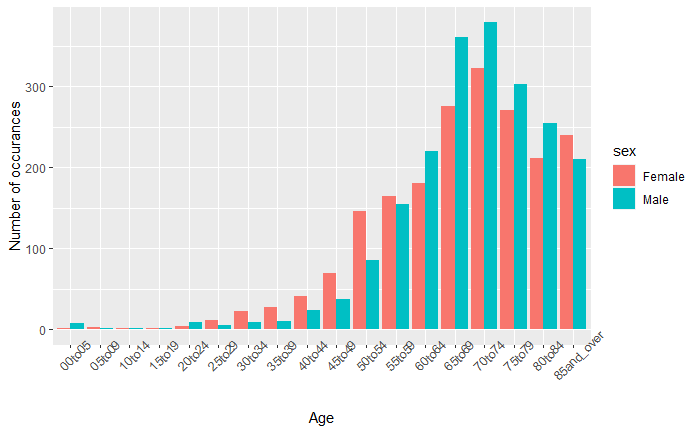 Number of occurances
300
200
100
0
00to05
05to09
10to14
15to19
20to24
25to29
30to34
35to39
40to44
45to49
50to54
55to59
60to64
65to69
70to74
75to79
80to84
85and_over
Age
sex
Female
Male